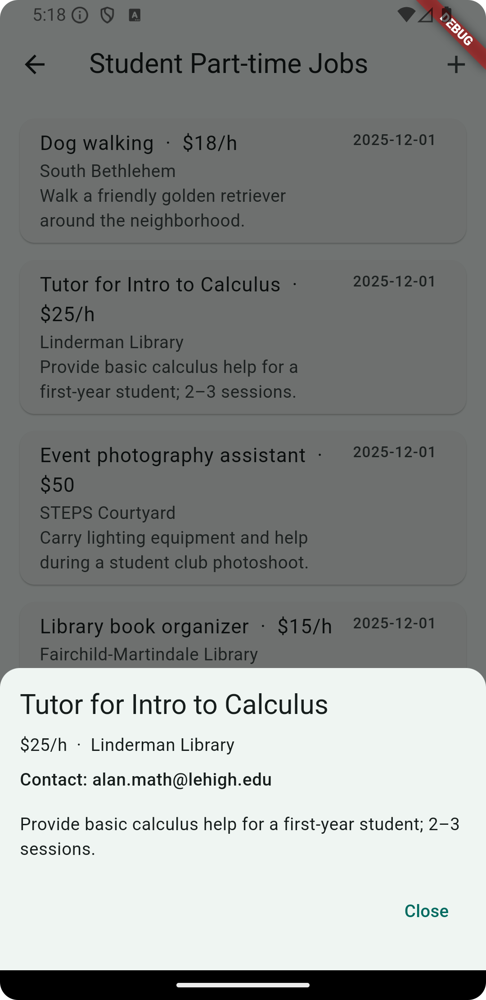 5:18
DEBUG
Student Part-time Jobs
Dog walking · $18/h
2025-12-01
South Bethlehem
Walk a friendly golden retriever
around the neighborhood.
Tutor for Intro to Calculus ·
2025-12-01
$25/h
Linderman Library
Provide basic calculus help for a
first-year student; 2–3 sessions.
Event photography assistant ·
2025-12-01
$50
STEPS Courtyard
Carry lighting equipment and help
during a student club photoshoot.
Library book organizer · $15/h
2025-12-01
Fairchild-Martindale Library
Tutor for Intro to Calculus
$25/h · Linderman Library
Contact: alan.math@lehigh.edu
Provide basic calculus help for a first-year student; 2–3
sessions.
Close